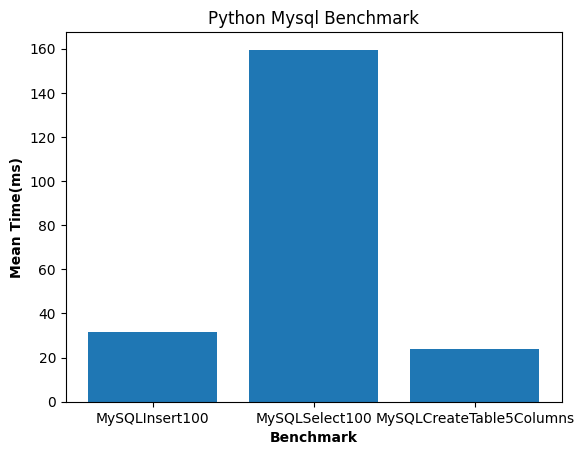 Python Mysql Benchmark
160
140
120
100
80
60
40
20
0
Mean Time(ms)
MySQLInsert100
MySQLSelect100
MySQLCreateTable5Columns
Benchmark